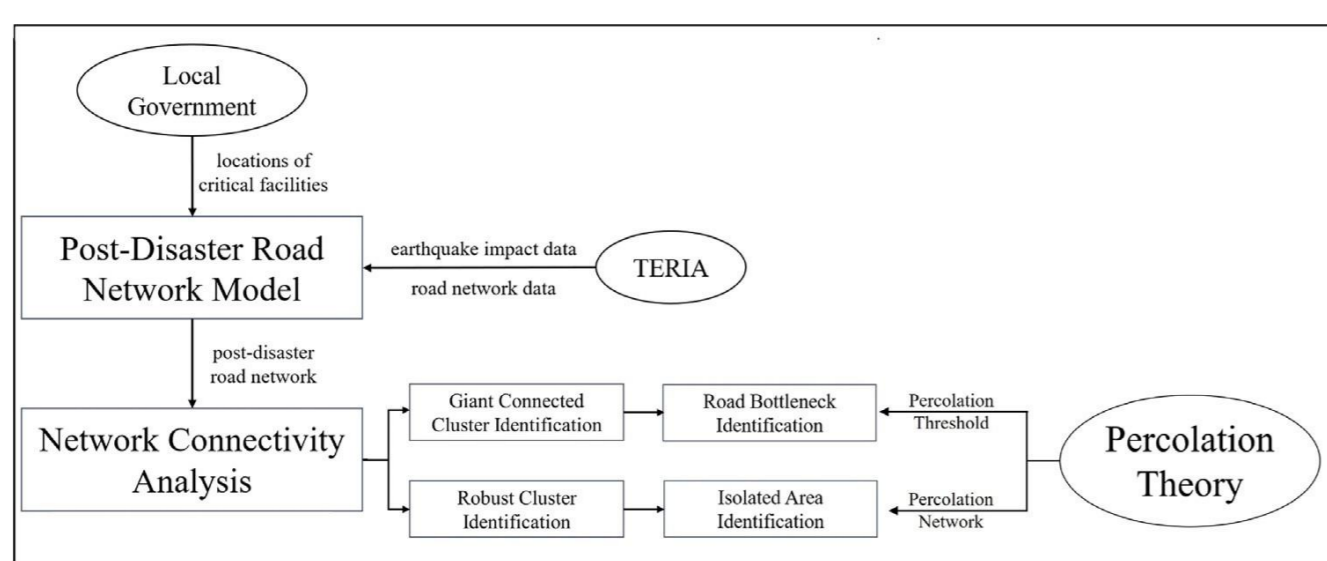 Local
Government
locations of
critical facilities
Post-Disaster Road
Network Model
earthquake impact data
road network data
TERIA
post-disaster
road network
Network Connectivity
Analysis
Giant Connected
Cluster Identification
Road Bottleneck
Identification
Percolation
Threshold
Robust Cluster
Identification
Isolated Area
Identification
Percolation
Network
Percolation
Theory